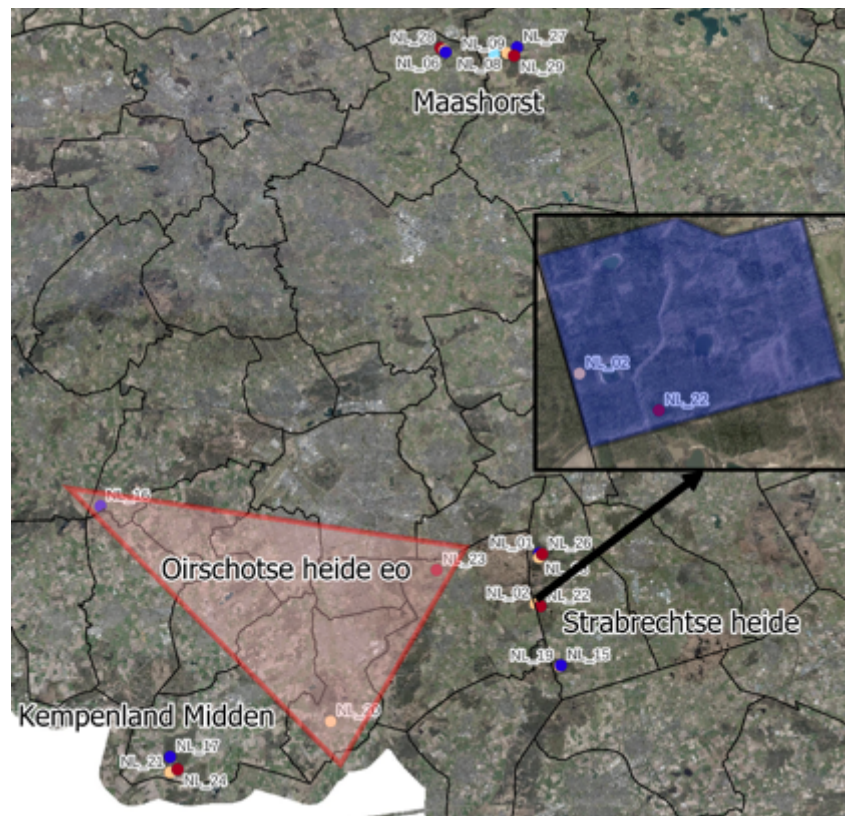 NL_28
NL_09
NL_27
NL_06
NL_08
NL_29
Maashorst
NL_02
NL_22
NL_16
NL_01
NL_26
Oirschotse heide eo
NL_23
NL_02
NL_22
Strabrechtse heide
NL_19
NL_15
Kempenland Midden
NL_20
NL_17
NL_21
NL_24